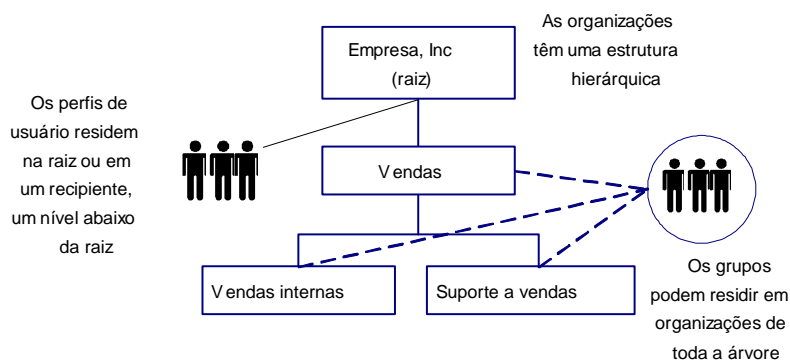 As organizações
têm uma estrutura
hierárquica
Empresa, Inc
(raiz)
Os perfis de
usuário residem
na raiz ou em
um recipiente,
um nível abaixo
da raiz
Vendas
Vendas internas
Suporte a vendas
Os grupos
podem residir em
organizações de
toda a árvore